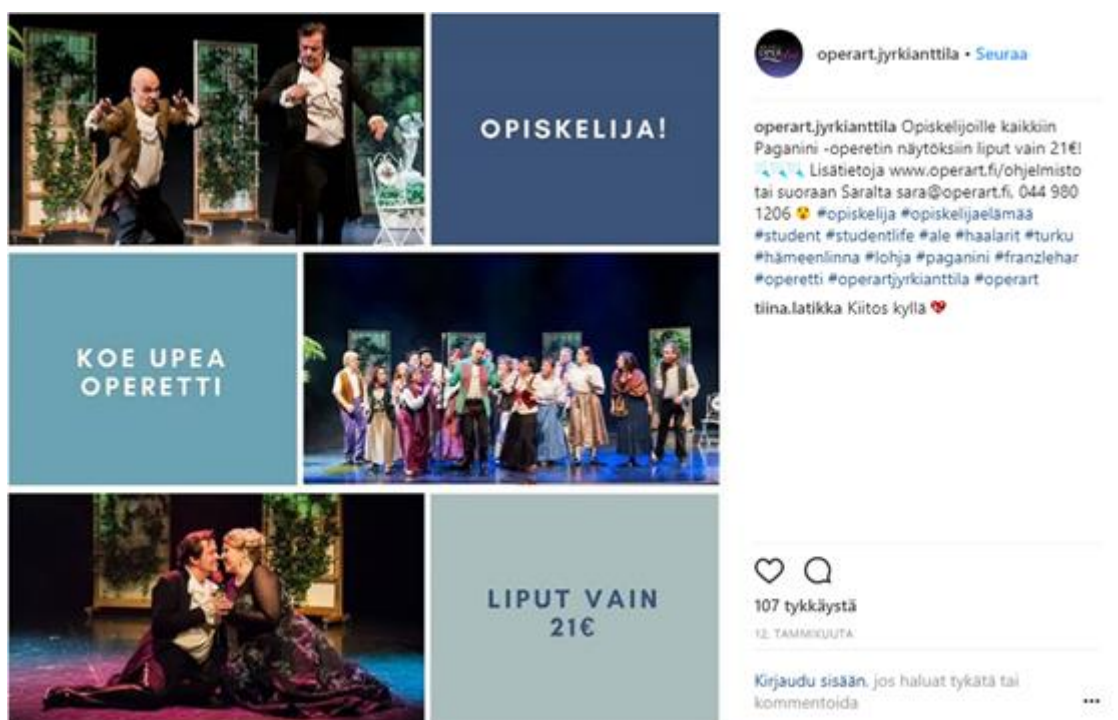 OPISKELIJA!
KOE UPEA
OPERETTI
LIPUT VAIN
21€
operart.jyrkianttila • Seuraa
operart.jyrkianttila Opiskelijoille kaikkiin
Paganini -operetin näytöksiin liput vain 21€!
Lisätietoja www.operart.fi/ohjelmisto
tai suoraan Saralta sara@operart.fi, 044 980
1206 #opiskelija #opiskelijaelämää
#student #studentlife #ale #haalarit #turku
#hämeenlinna #lohja #paganini #franzlehar
#operetti #operartjyrkianttila #operart
tiina.latikka Kiitos kyllä
107 tykkäystä
12. TAMMIKUUTA
Kirjaudu sisään, jos haluat tykätä tai
kommentoida